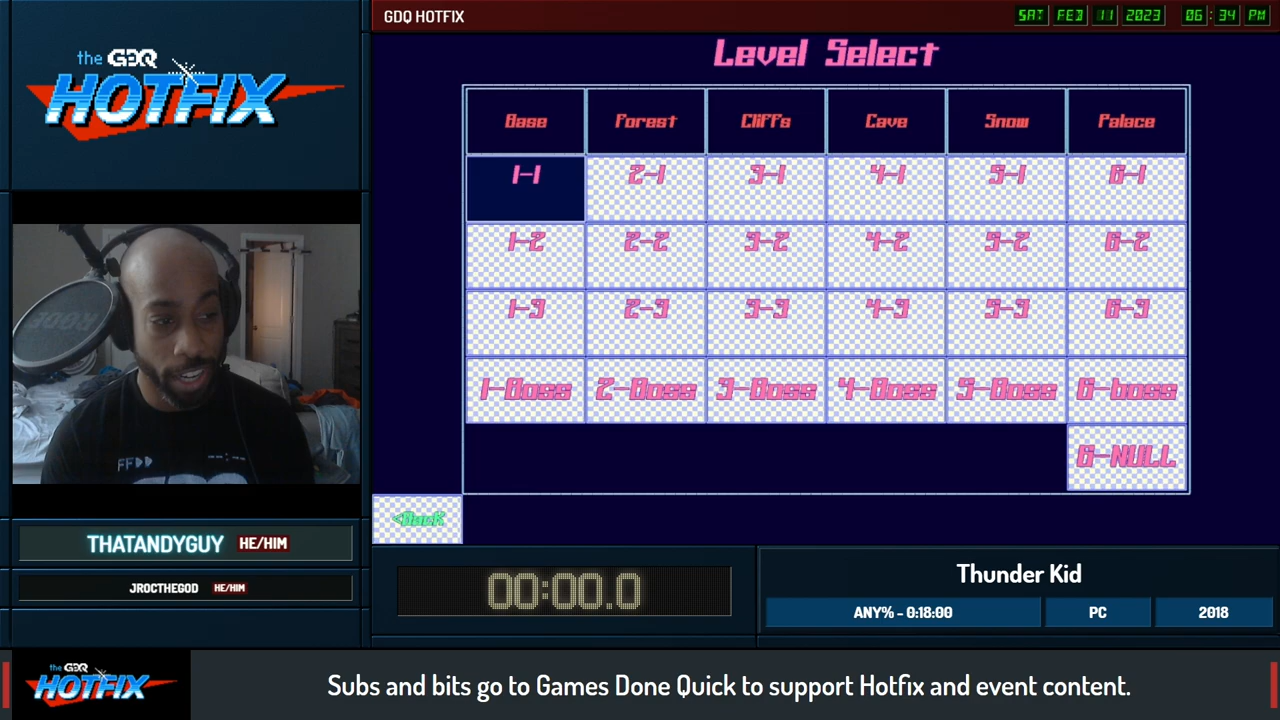 the GDQ
HOTFIX
GDQ HOTFIX
SAT FEB 11 2023 06:34 PM
Level Select
Base Forest Cliffs Cave Snow Palace
1-1 2-1 3-1 4-1 5-1 6-1
1-2 2-2 3-2 4-2 5-2 6-2
1-3 2-3 3-3 4-3 5-3 6-3
1-Boss 2-Boss 3-Boss 4-Boss 5-Boss 6-boss
6-NULL
<Back
RODE
THATANDYGUY HE/HIM
JROCTHEGOD HE/HIM
00:00.0
Thunder Kid
ANY% - 0:18:00 PC 2018
the GDQ
HOTFIX
Subs and bits go to Games Done Quick to support Hotfix and event content.